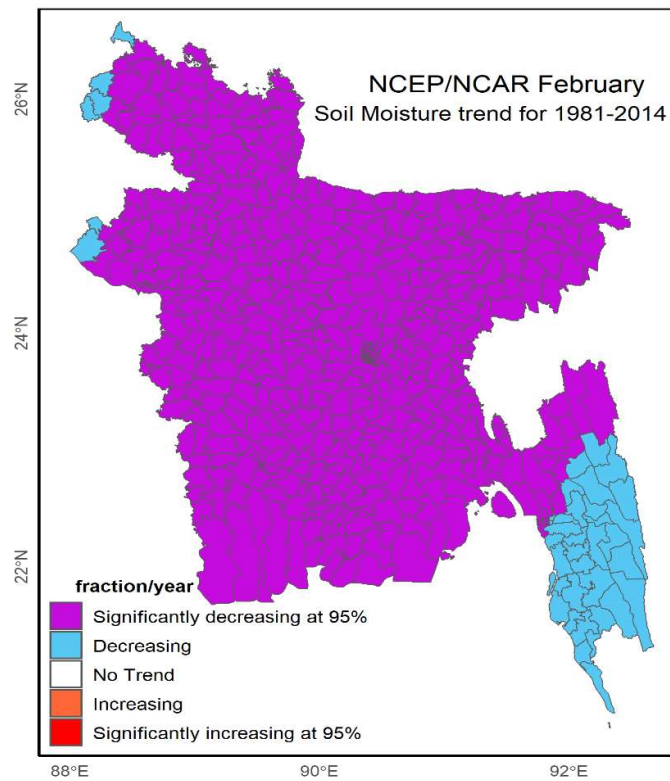 NCEP/NCAR February
Soil Moisture trend for 1981-2014
26°N
24°N
22°N
fraction/year
Significantly decreasing at 95%
Decreasing
No Trend
Increasing
Significantly increasing at 95%
88°E
90°E
92°E